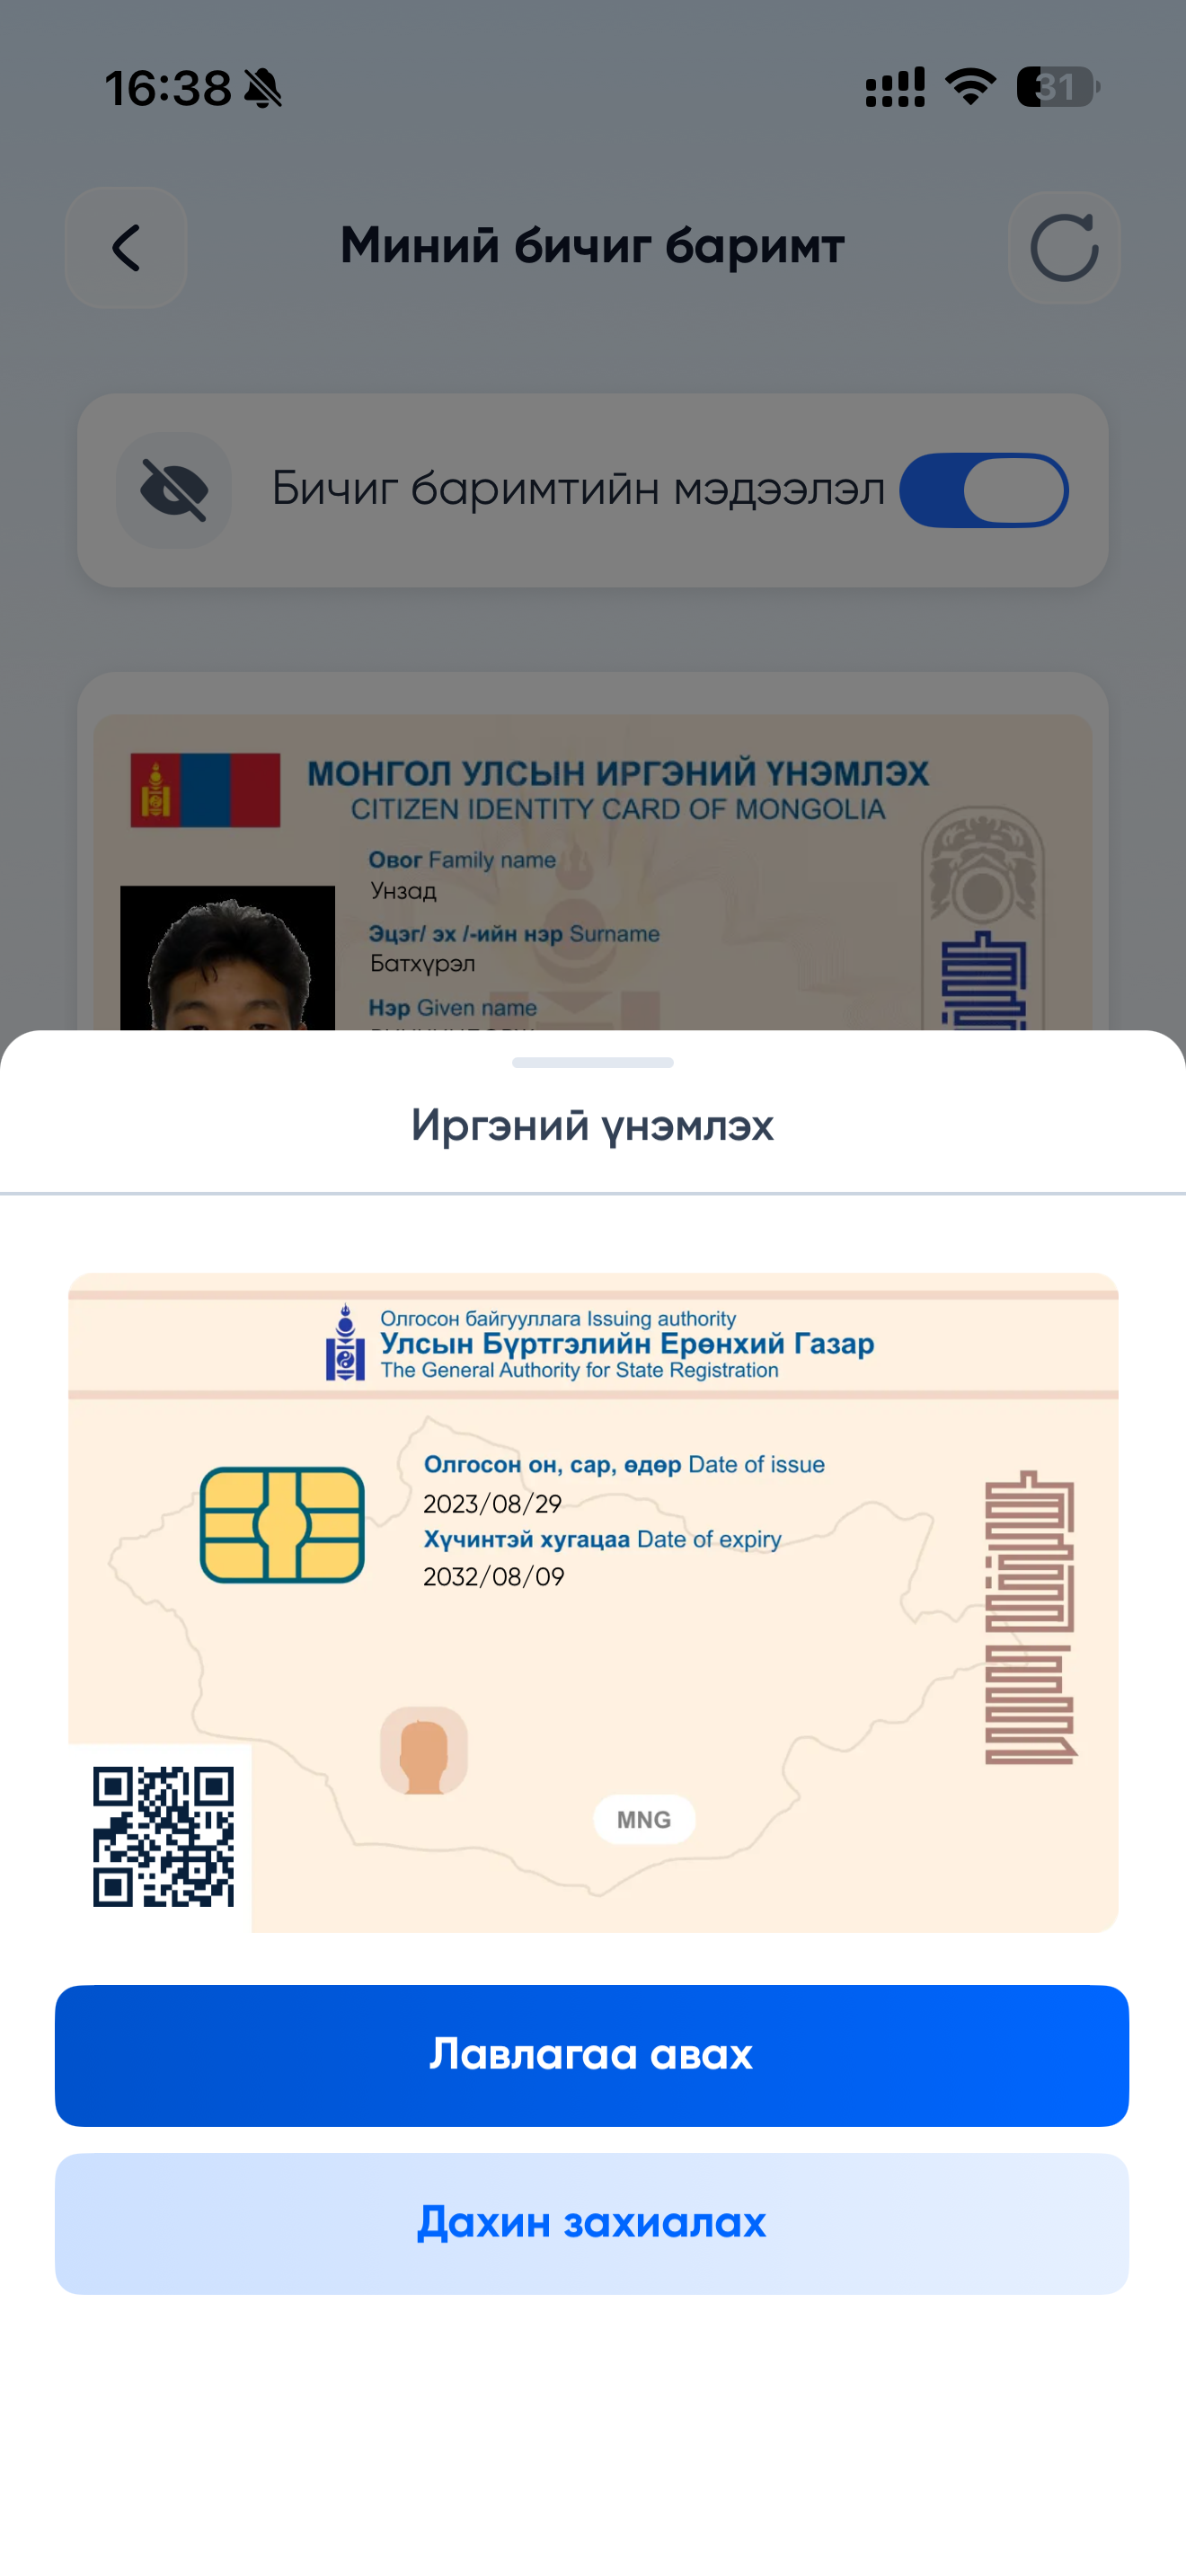 16:38
31
Миний бичиг баримт
Бичиг баримтийн мэдээлэл
МОНГОЛ УЛСЫН ИРГЭНИЙ ҮНЭМЛЭХ
CITIZEN IDENTITY CARD OF MONGOLIA
Овог Family name
Унзад
Эцэг/ эх /-ийн нэр Surname
Батхүрэл
Нэр Given name
Иргэний үнэмлэх
Олгосон байгууллага Issuing authority
Улсын Бүртгэлийн Ерөнхий Газар
The General Authority for State Registration
Олгосон он, сар, өдөр Date of issue
2023/08/29
Хүчинтэй хугацаа Date of expiry
2032/08/09
MNG
Лавлагаа авах
Дахин захиалах